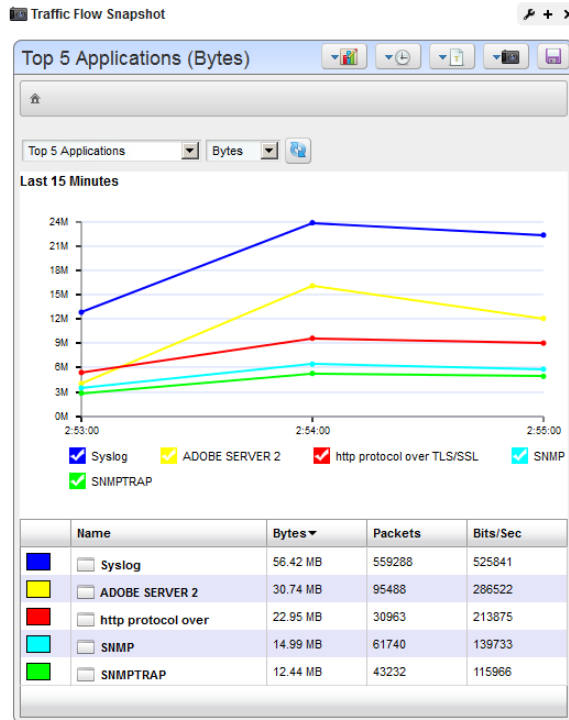 Traffic Flow Snapshot
Top 5 Applications (Bytes)
Top 5 Applications Bytes
Last 15 Minutes
24M
21M
18M
15M
12M
9M
6M
3M
0M
2:53:00 2:54:00 2:55:00
Syslog ADOBE SERVER 2 http protocol over TLS/SSL SNMP
SNMPTRAP
Name Bytes Packets Bits/Sec
Syslog 56.42 MB 559288 525841
ADOBE SERVER 2 30.74 MB 95488 286522
http protocol over 22.95 MB 30963 213875
SNMP 14.99 MB 61740 139733
SNMPTRAP 12.44 MB 43232 115966